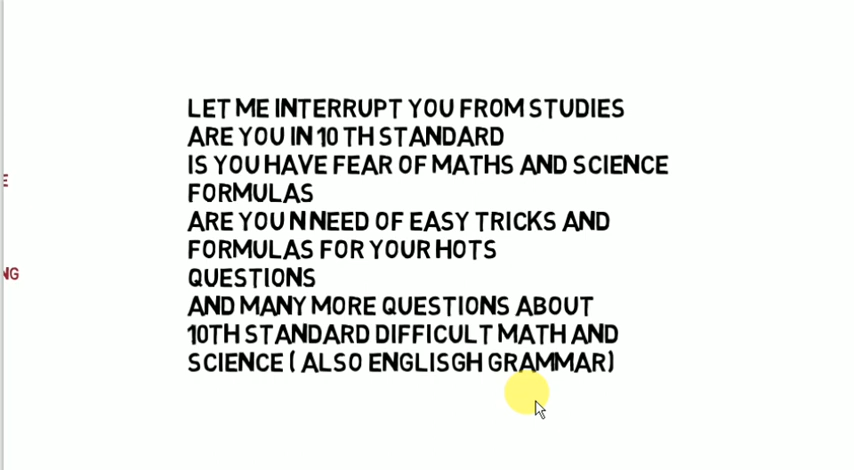 LET ME INTERRUPT YOU FROM STUDIES
ARE YOU IN 10 TH STANDARD
IS YOU HAVE FEAR OF MATHS AND SCIENCE
FORMULAS
ARE YOU N NEED OF EASY TRICKS AND
FORMULAS FOR YOUR HOTS
QUESTIONS
AND MANY MORE QUESTIONS ABOUT
10TH STANDARD DIFFICULT MATH AND
SCIENCE ( ALSO ENGLISGH GRAMMAR)